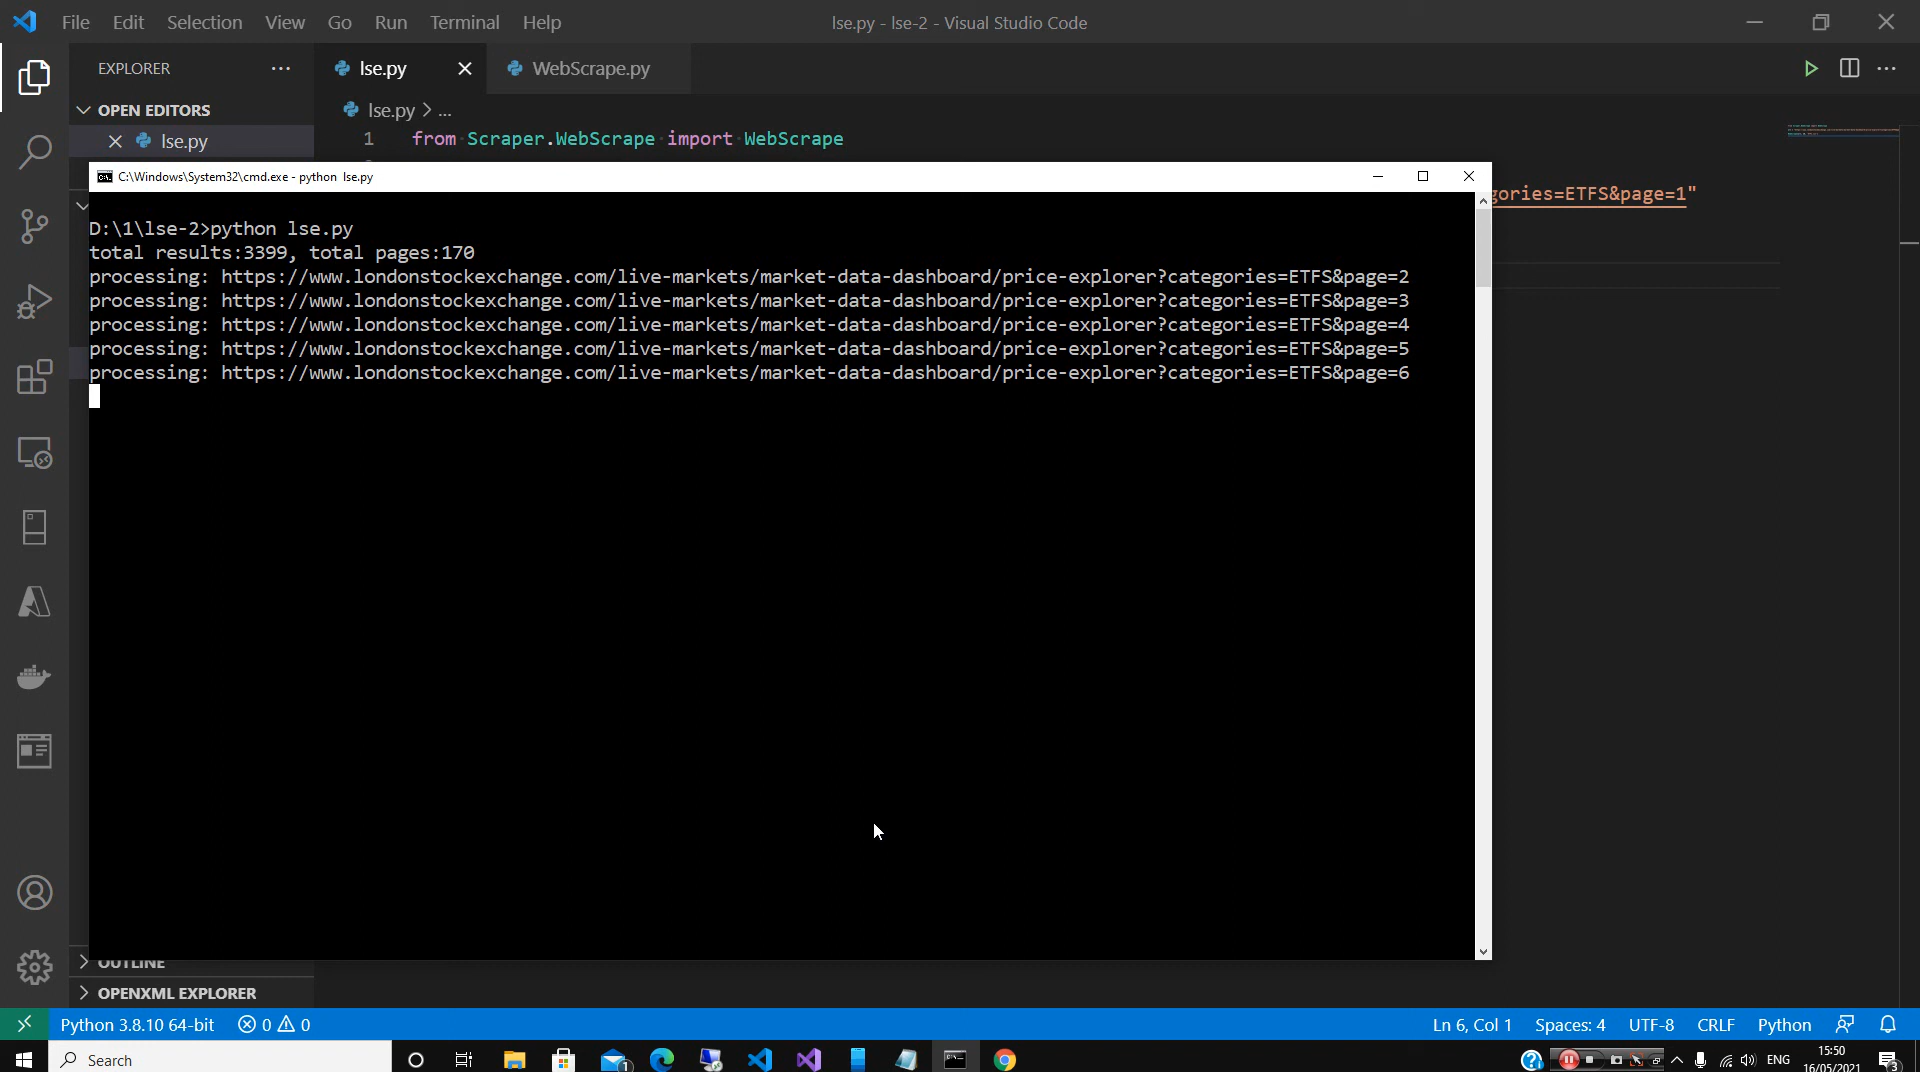 File Edit Selection View Go Run Terminal Help
lse.py - lse-2 - Visual Studio Code
EXPLORER
lse.py
WebScrape.py
OPEN EDITORS
lse.py > ...
lse.py
1 from Scraper.WebScrape import WebScrape
gories=ETFS&page=1"
C:\Windows\System32\cmd.exe - python lse.py
D:\1\lse-2>python lse.py
total results:3399, total pages:170
processing: https://www.londonstockexchange.com/live-markets/market-data-dashboard/price-explorer?categories=ETFS&page=2
processing: https://www.londonstockexchange.com/live-markets/market-data-dashboard/price-explorer?categories=ETFS&page=3
processing: https://www.londonstockexchange.com/live-markets/market-data-dashboard/price-explorer?categories=ETFS&page=4
processing: https://www.londonstockexchange.com/live-markets/market-data-dashboard/price-explorer?categories=ETFS&page=5
processing: https://www.londonstockexchange.com/live-markets/market-data-dashboard/price-explorer?categories=ETFS&page=6
OUTLINE
OPENXML EXPLORER
Python 3.8.10 64-bit 0 0
Ln 6, Col 1 Spaces: 4 UTF-8 CRLF Python
Search
ENG
15:50
16/05/2021